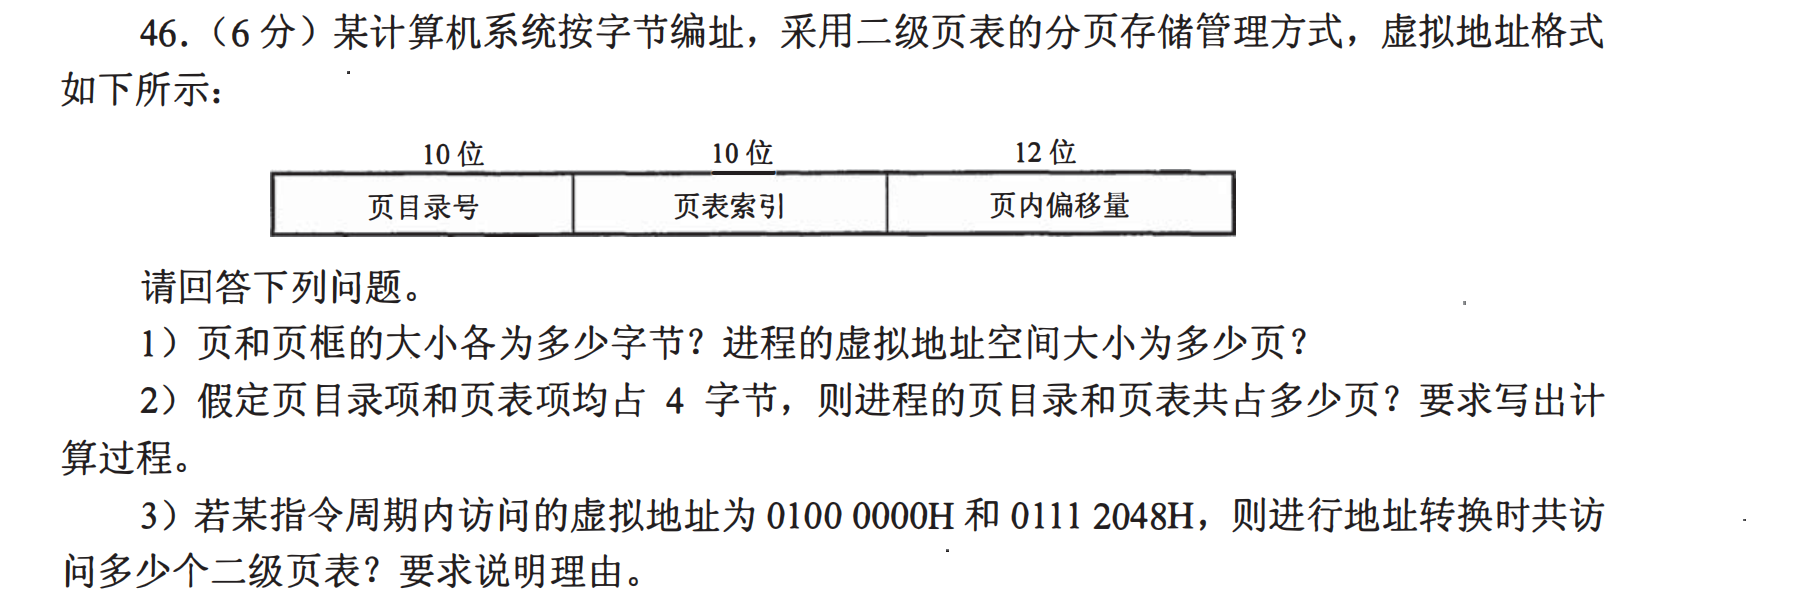 46.（6 分）某计算机系统按字节编址，采用二级页表的分页存储管理方式，虚拟地址格式
如下所示：
10 位 10 位 12 位
页目录号 页表索引 页内偏移量
请回答下列问题。
1）页和页框的大小各为多少字节？进程的虚拟地址空间大小为多少页？
2）假定页目录项和页表项均占 4 字节，则进程的页目录和页表共占多少页？要求写出计
算过程。
3）若某指令周期内访问的虚拟地址为 0100 0000H 和 0111 2048H，则进行地址转换时共访
问多少个二级页表？要求说明理由。